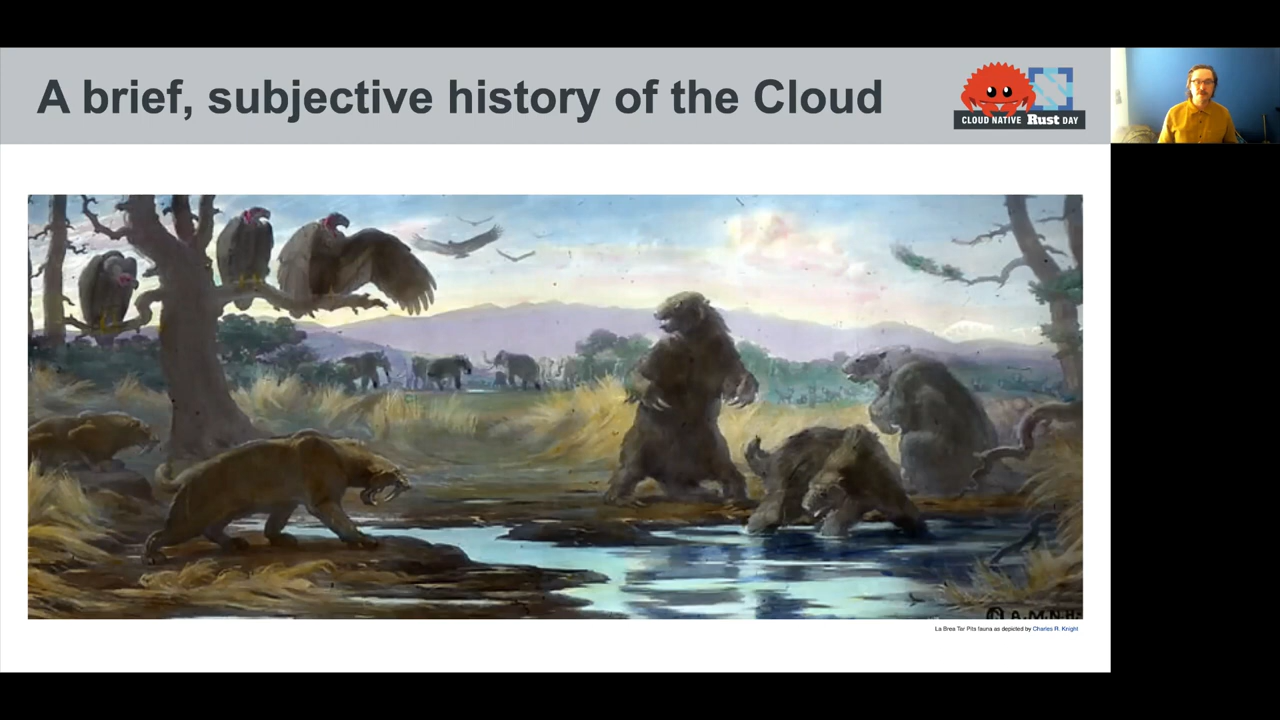 A brief, subjective history of the Cloud
CLOUD NATIVE Rust DAY
A.M.N.H.
La Brea Tar Pits fauna as depicted by Charles R. Knight